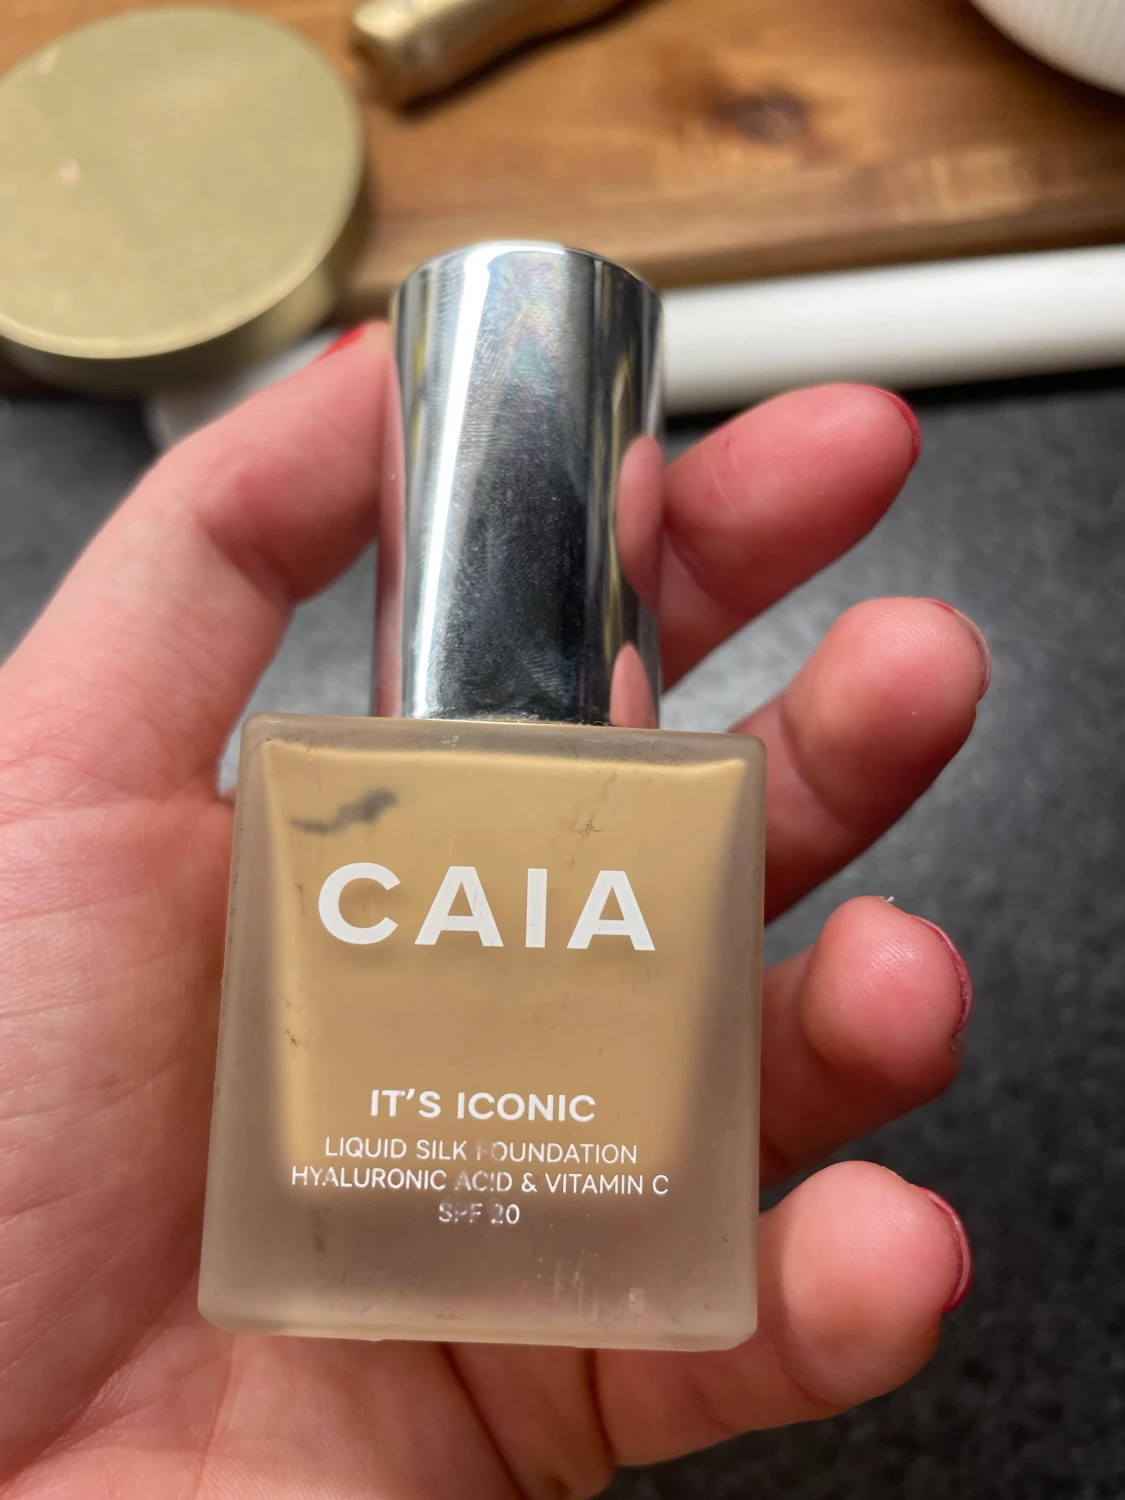 CAIA
IT'S ICONIC
LIQUID SILK FOUNDATION
HYALURONIC ACID & VITAMIN C
SPF 20